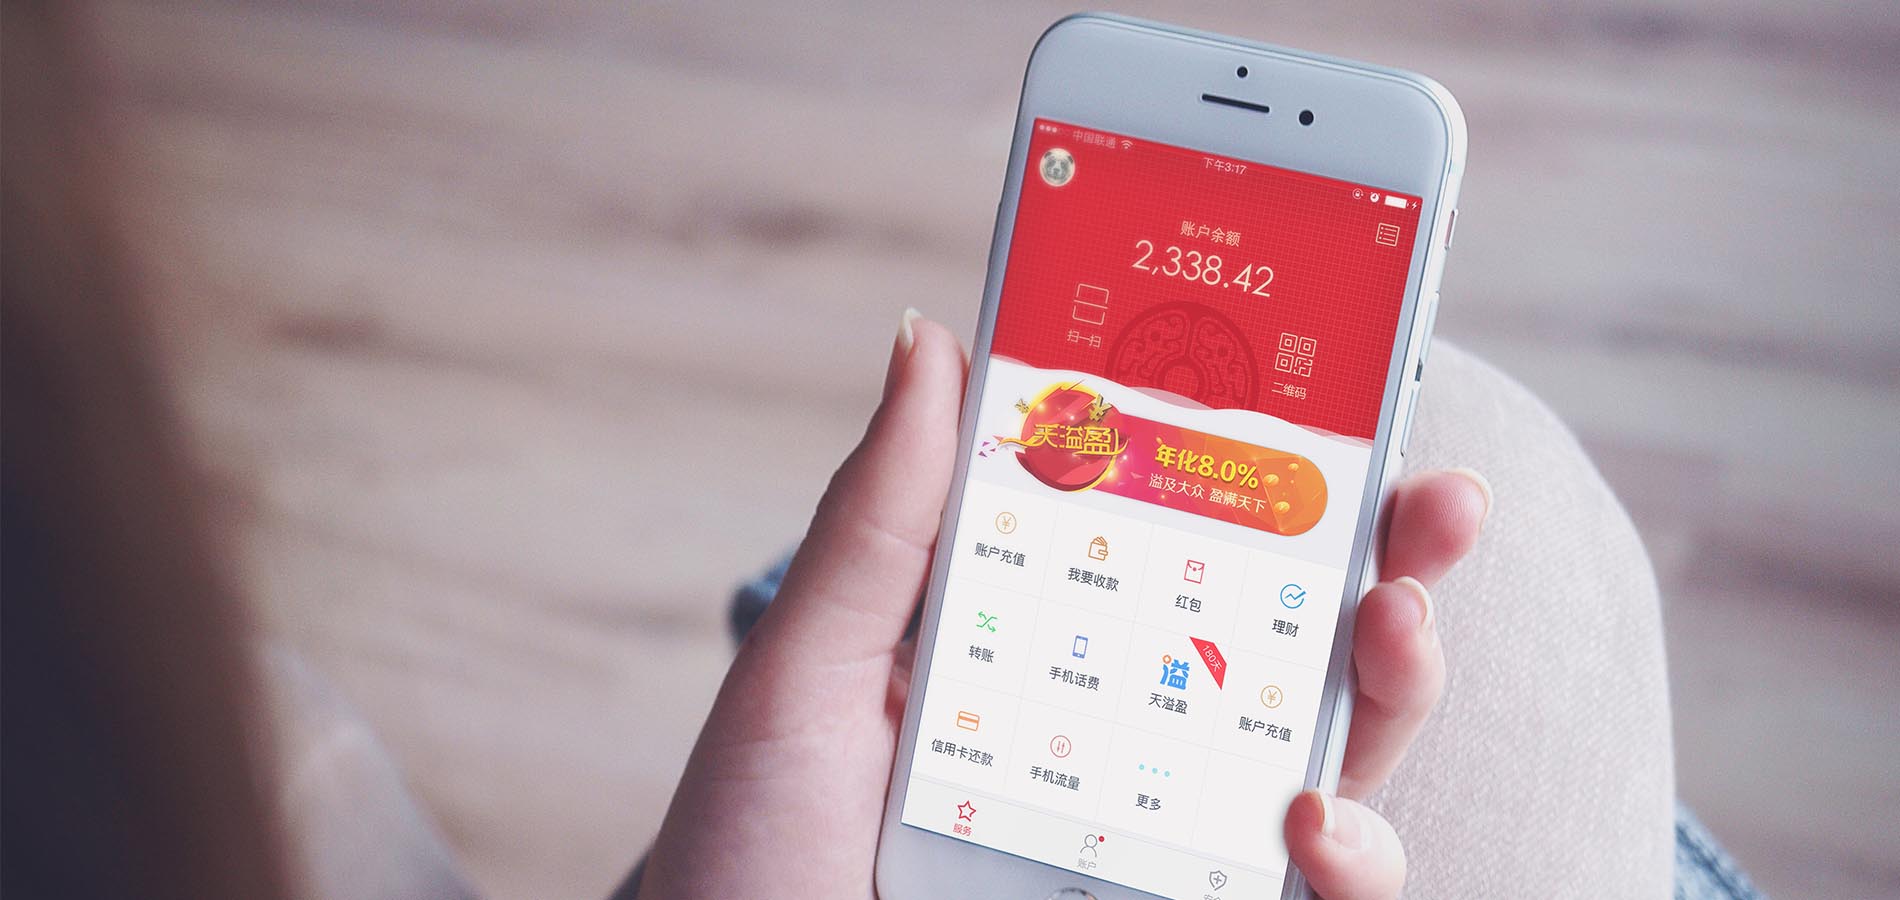 中国联通
下午3:17
账户余额
2,338.42
扫一扫
二维码
天溢盈
年化8.0%
溢及大众 盈满天下
账户充值
我要收款
红包
理财
转账
手机话费
溢
天溢盈
180天
账户充值
信用卡还款
手机流量
更多
服务
账户